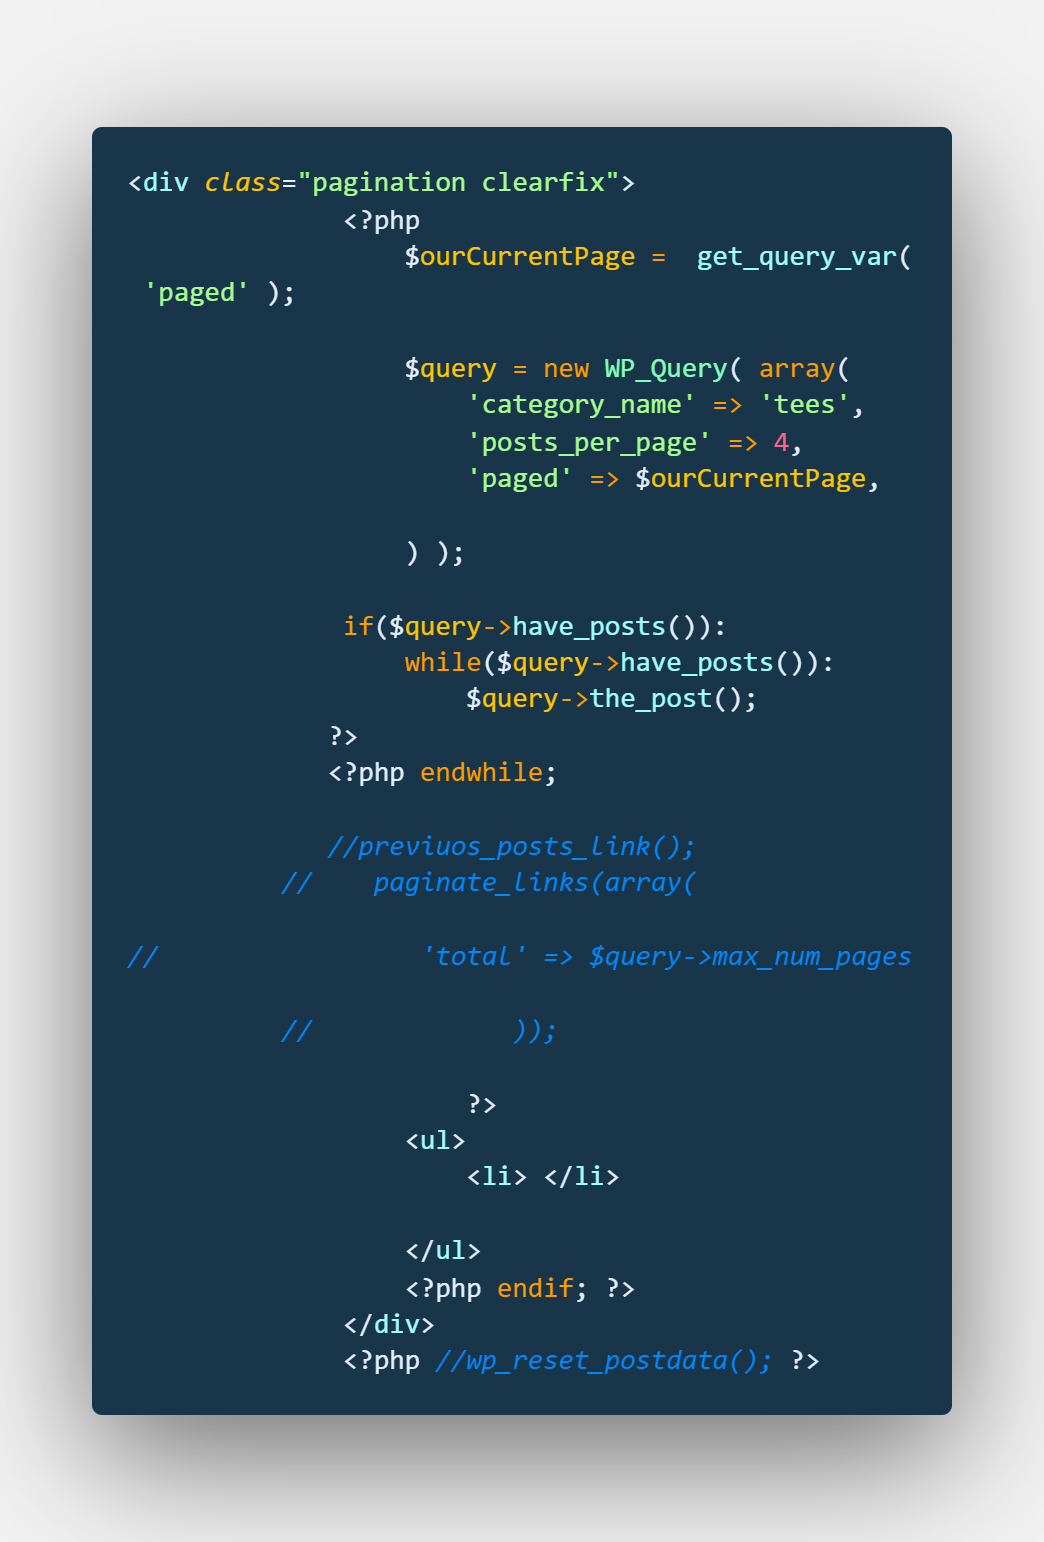 <div class="pagination clearfix">
<?php
$ourCurrentPage =  get_query_var(
'paged' );
$query = new WP_Query( array(
'category_name' => 'tees',
'posts_per_page' => 4,
'paged' => $ourCurrentPage,
) );
if($query->have_posts()):
while($query->have_posts()):
$query->the_post();
?>
<?php endwhile;
//previuos_posts_link();
//    paginate_links(array(
//                 'total' => $query->max_num_pages
//             ));
?>
<ul>
<li> </li>
</ul>
<?php endif; ?>
</div>
<?php //wp_reset_postdata(); ?>